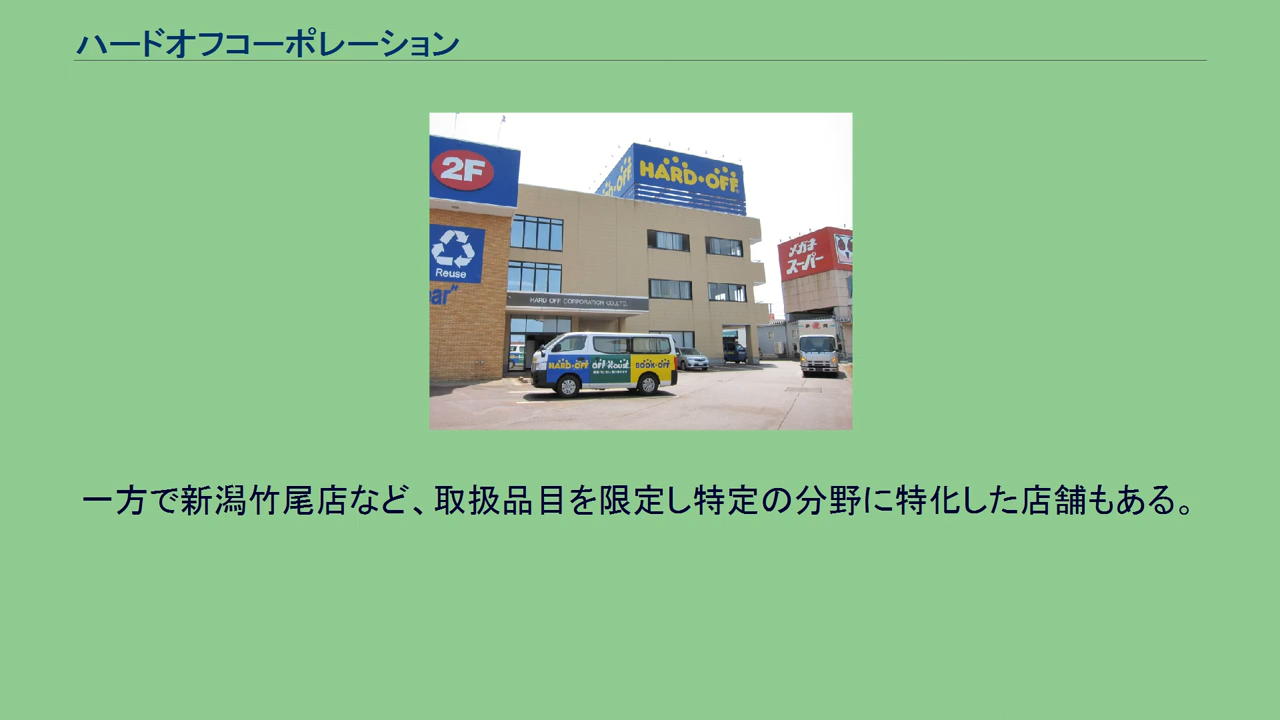 ハードオフコーポレーション
2F
HARD・OFF
Reuse
メガネ
スーパー
HARD OFF CORPORATION CO.,LTD.
HARD・OFF OFF House BOOK・OFF
一方で新潟竹尾店など、取扱品目を限定し特定の分野に特化した店舗もある。